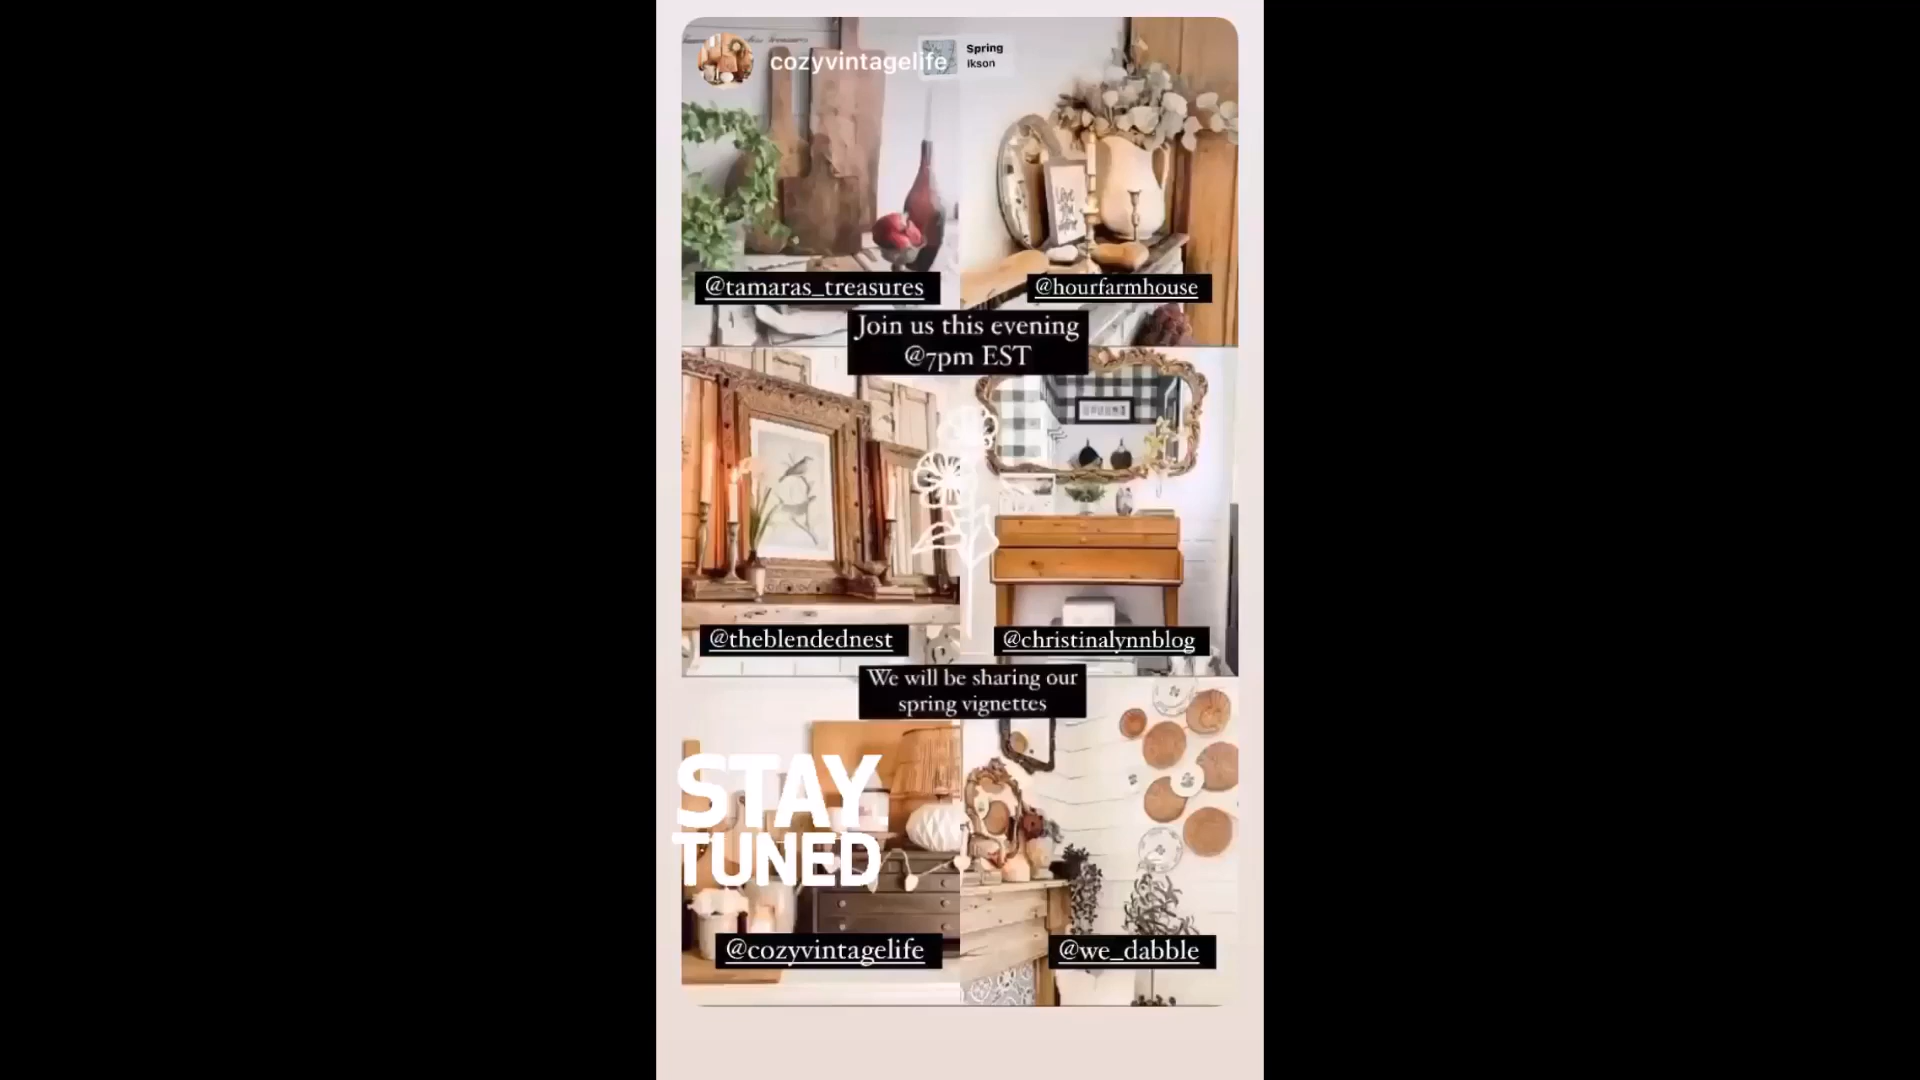 cozyvintagelife
Spring
Ikson
@tamaras_treasures
@hourfarmhouse
Join us this evening
@7pm EST
@theblendednest
@christinalynnblog
We will be sharing our
spring vignettes
STAY
TUNED
@cozyvintagelife
@we_dabble